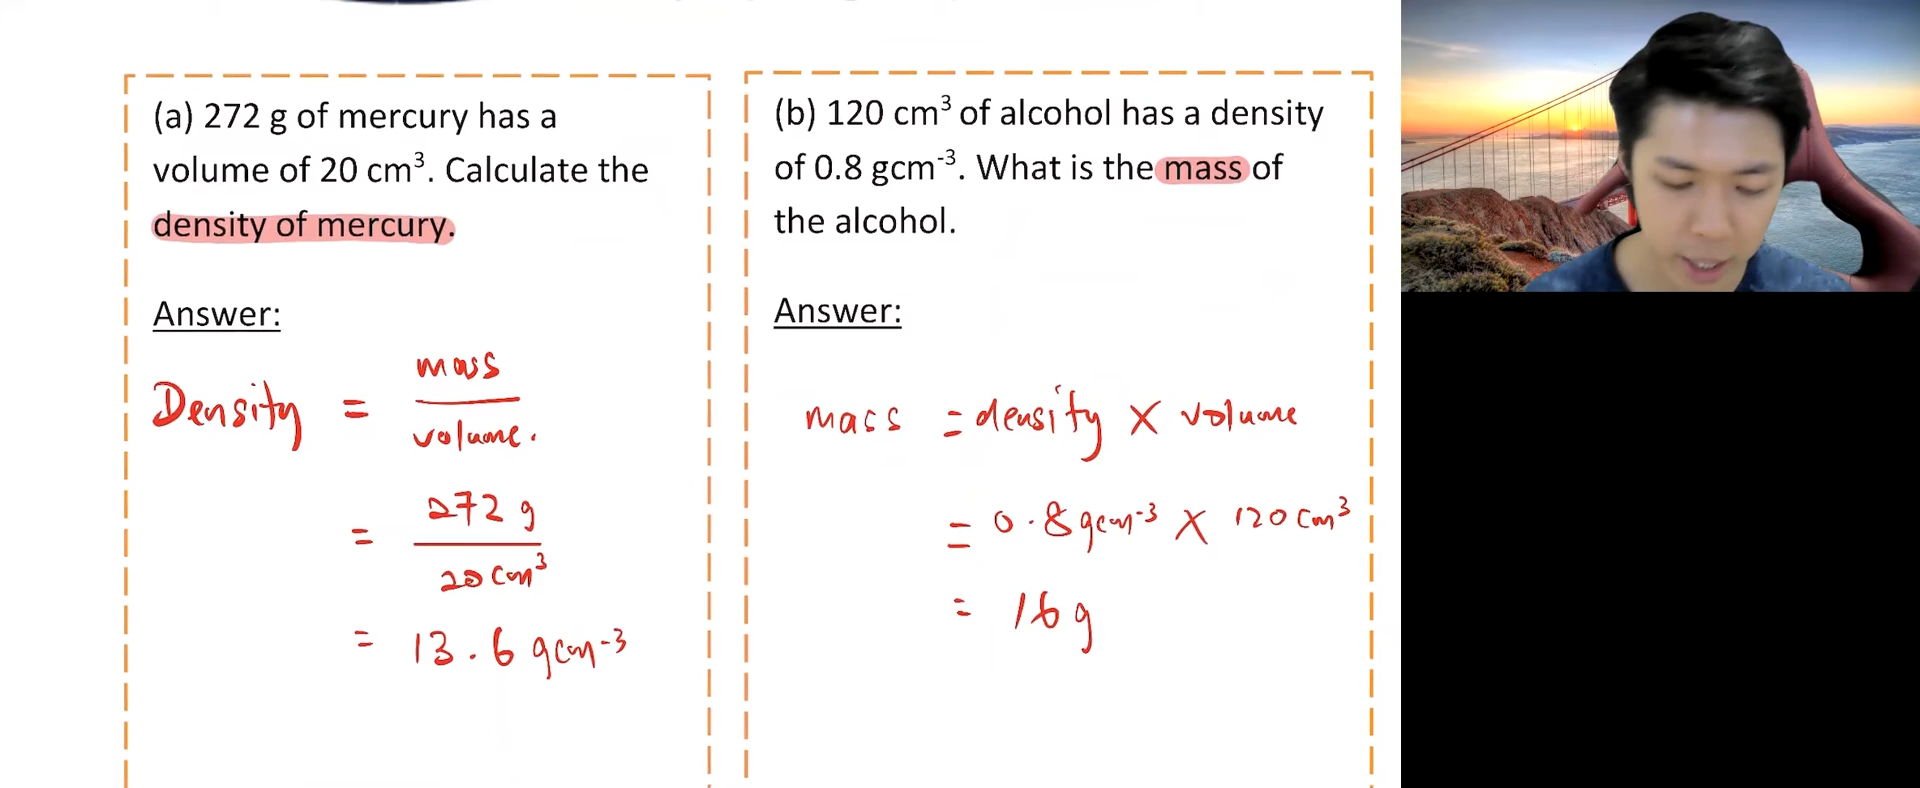 (a) 272 g of mercury has a
volume of 20 cm³. Calculate the
density of mercury.
Answer:
Density = mass
volume.
= 272 g
20 cm³
= 13.6 gcm⁻³
(b) 120 cm³ of alcohol has a density
of 0.8 gcm⁻³. What is the mass of
the alcohol.
Answer:
mass = density × volume
= 0.8 gcm⁻³ × 120 cm³
= 16 g